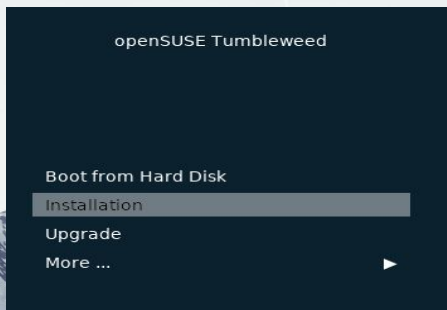 openSUSE Tumbleweed
Boot from Hard Disk
Installation
Upgrade
More ...